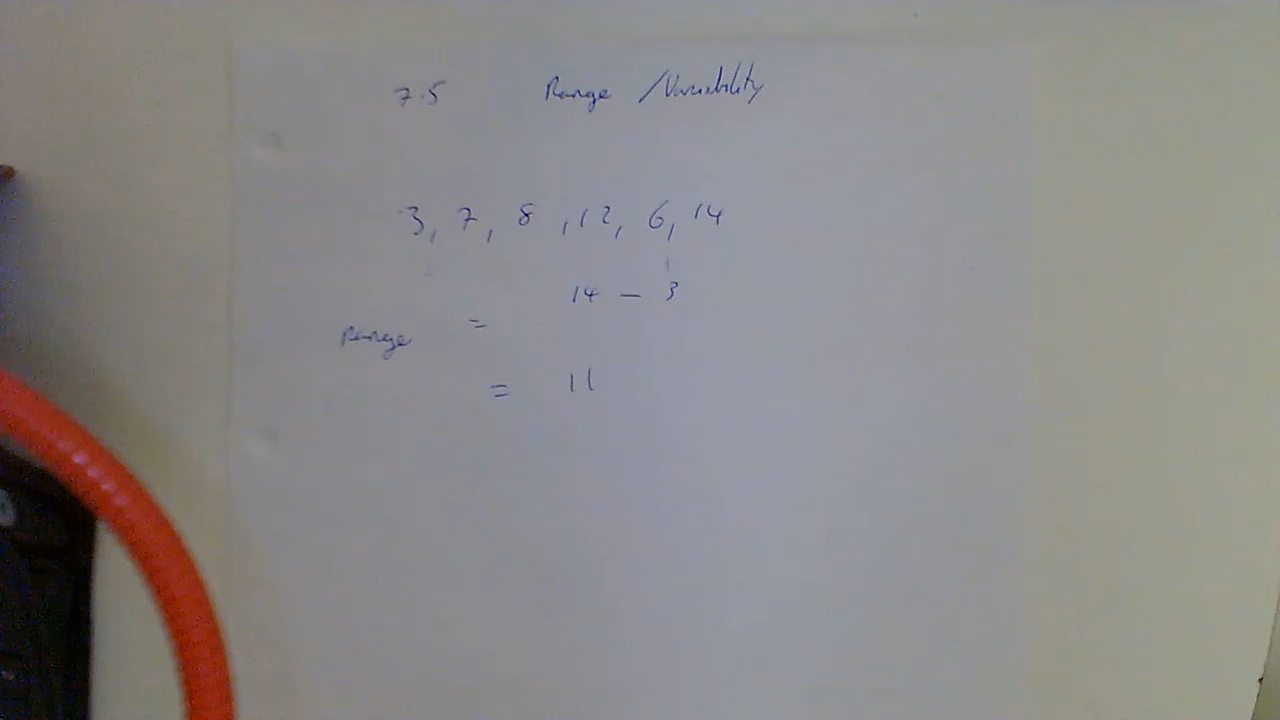 7.5 Range /Variability
3, 7, 8, 12, 6, 14
14 - 3
Range =
= 11